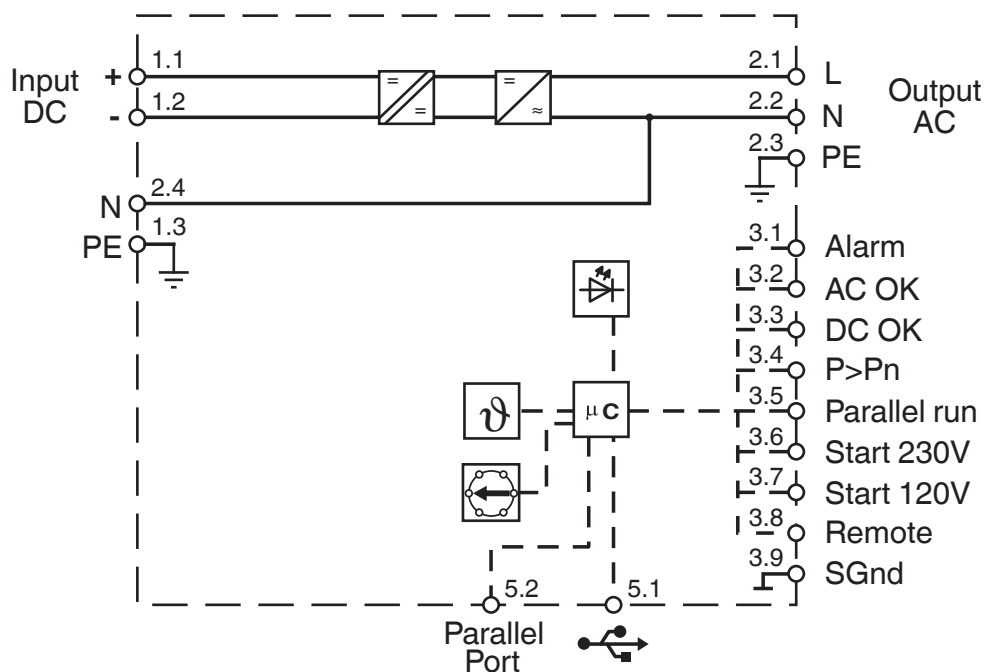 Input
DC
+
1.1
-
1.2
=
=
=
≈
2.1
L
2.2
N
Output
AC
2.3
PE
N
2.4
PE
1.3
3.1
Alarm
3.2
AC OK
3.3
DC OK
3.4
P>Pn
3.5
Parallel run
3.6
Start 230V
3.7
Start 120V
3.8
Remote
3.9
SGnd
ϑ
µC
5.2
5.1
Parallel
Port